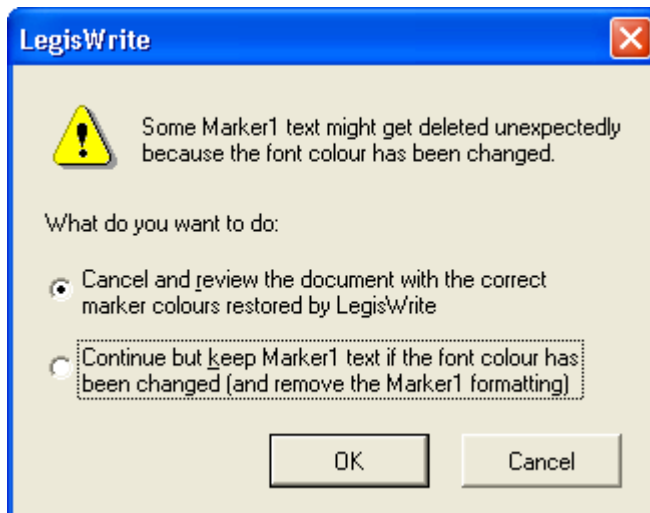 LegisWrite
Some Marker1 text might get deleted unexpectedly
because the font colour has been changed.
What do you want to do:
Cancel and review the document with the correct
marker colours restored by LegisWrite
Continue but keep Marker1 text if the font colour has
been changed (and remove the Marker1 formatting)
OK
Cancel